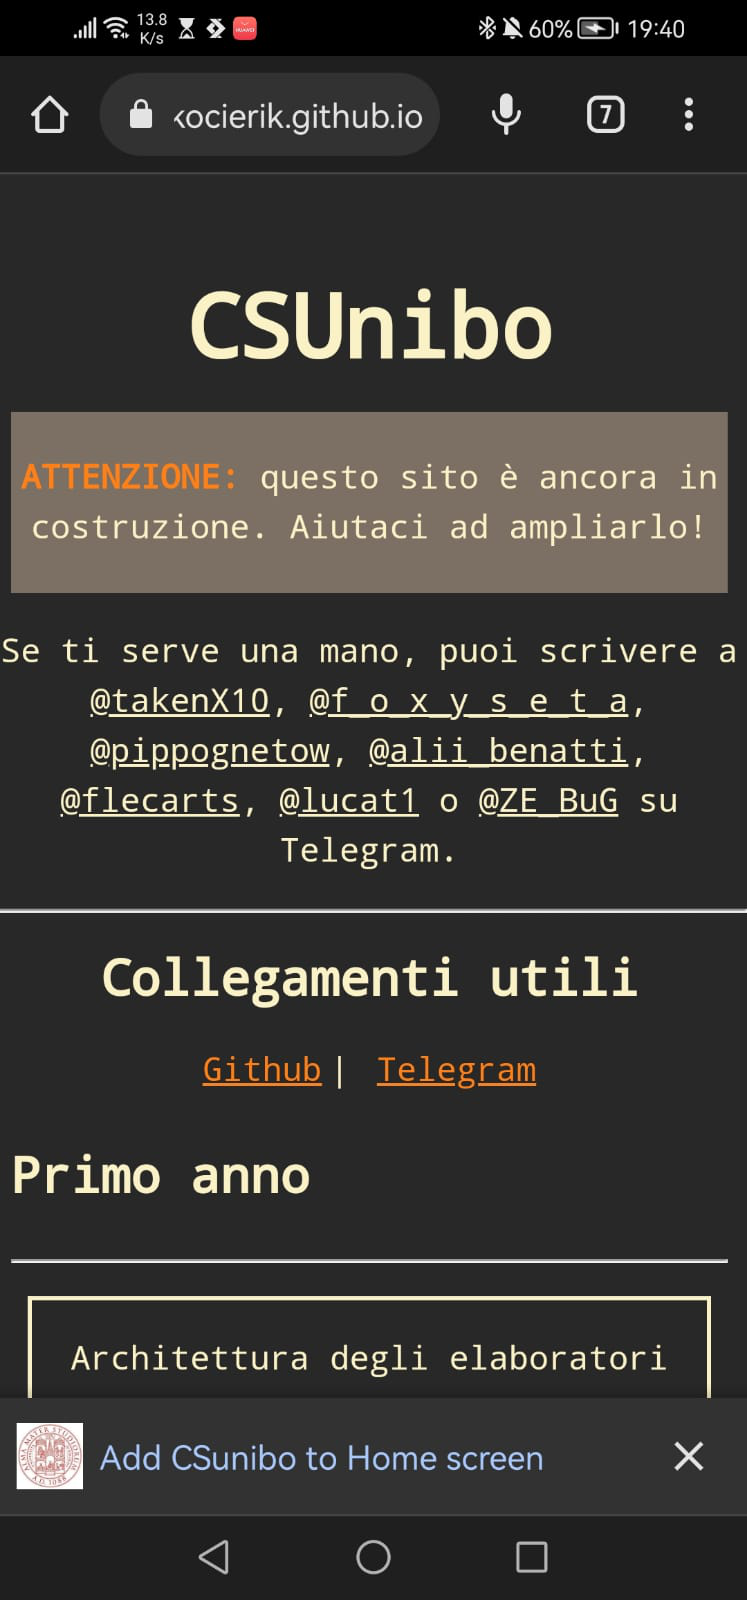 13.8
K/s
HUAWEI
60%
19:40
kocierik.github.io
7
CSUnibo
ATTENZIONE: questo sito è ancora in
costruzione. Aiutaci ad ampliarlo!
Se ti serve una mano, puoi scrivere a
@takenX10, @f_o_x_y_s_e_t_a,
@pippognetow, @alii_benatti,
@flecarts, @lucat1 o @ZE_BuG su
Telegram.
Collegamenti utili
Github | Telegram
Primo anno
Architettura degli elaboratori
Add CSunibo to Home screen